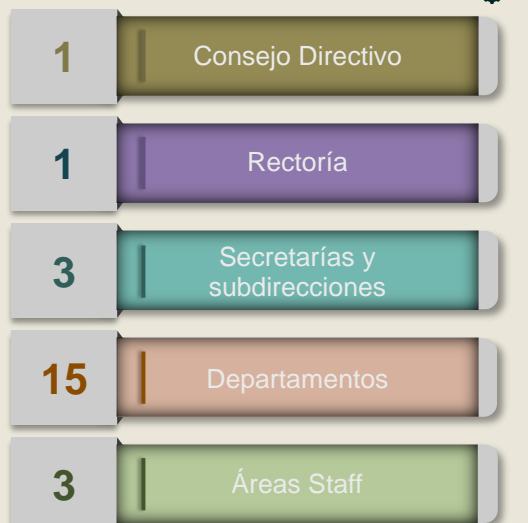 1
Consejo Directivo
1
Rectoría
3
Secretarías y
subdirecciones
15
Departamentos
3
Áreas Staff